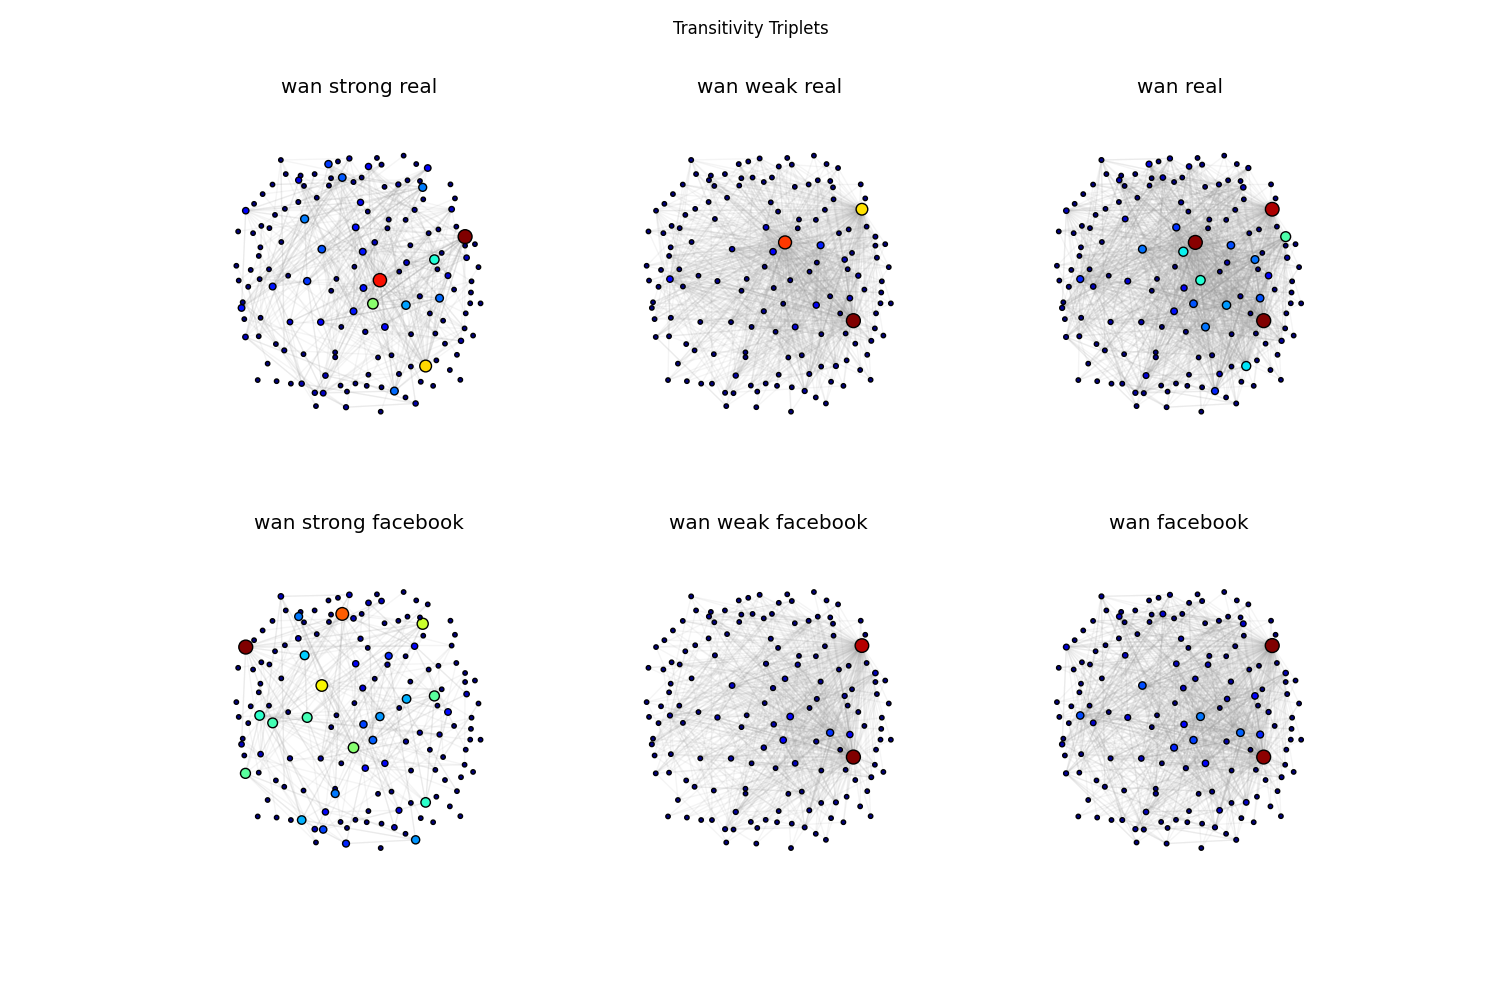 Transitivity Triplets
wan strong real
wan weak real
wan real
wan strong facebook
wan weak facebook
wan facebook